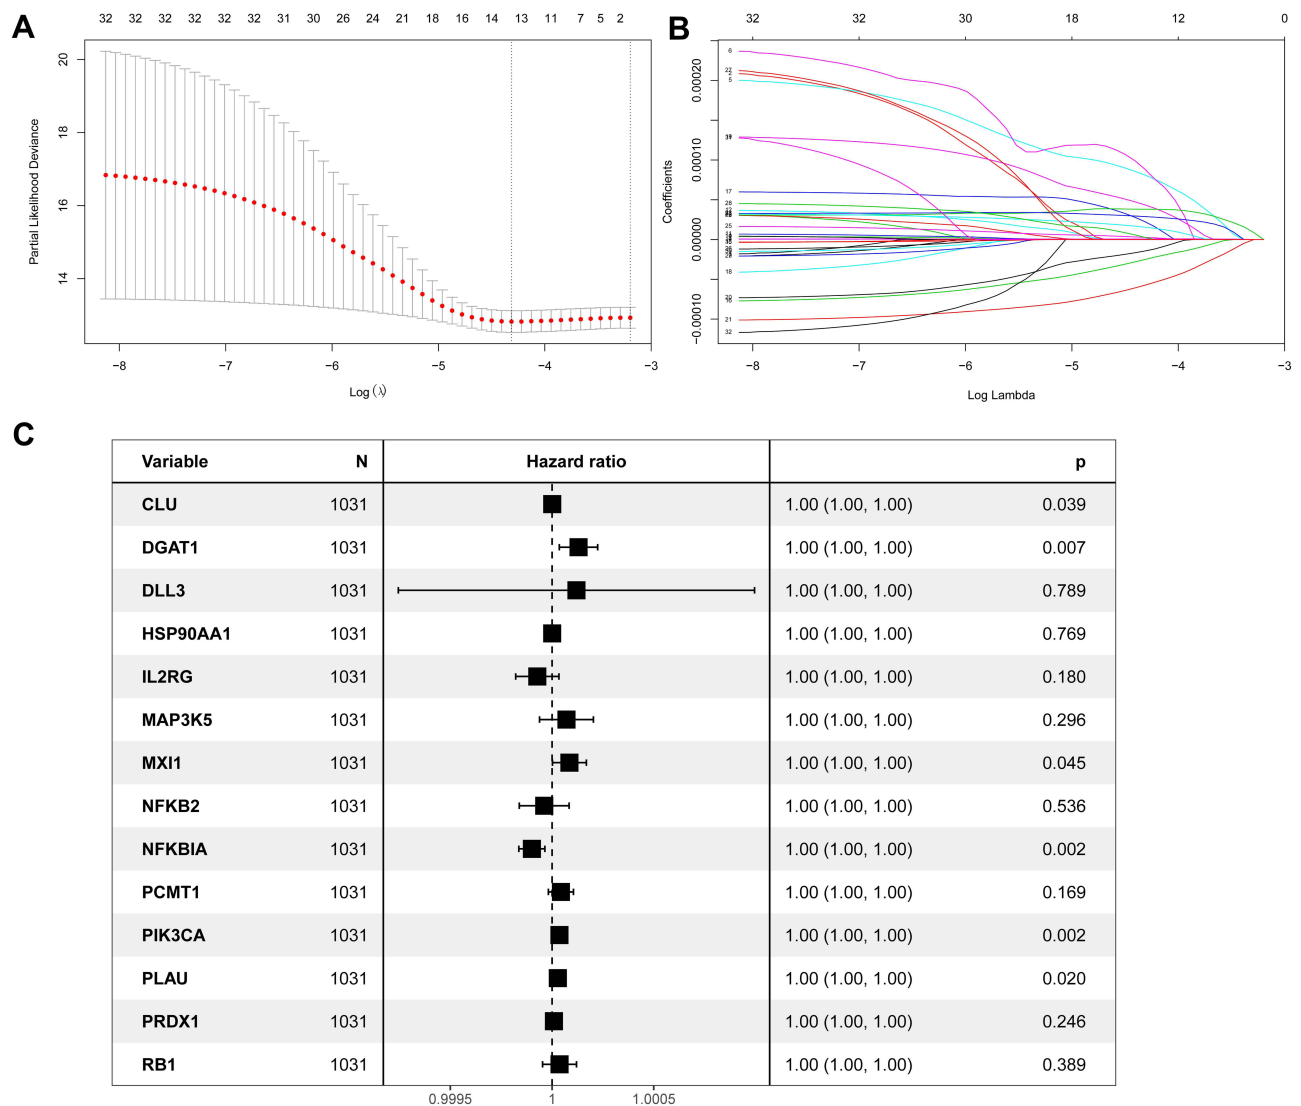 A
32 32 32 32 32 32 31 30 26 24 21 18 16 14 13 11 7 5 2
Partial Likelihood Deviance
20
18
16
14
−8 −7 −6 −5 −4 −3
Log (λ)
B
32 32 30 18 12 0
Coefficients
0.00020
0.00010
0.00000
−0.00010
6
5
17
28
25
18
21
32
−8 −7 −6 −5 −4 −3
Log Lambda
C
Variable N Hazard ratio p
CLU 1031 1.00 (1.00, 1.00) 0.039
DGAT1 1031 1.00 (1.00, 1.00) 0.007
DLL3 1031 1.00 (1.00, 1.00) 0.789
HSP90AA1 1031 1.00 (1.00, 1.00) 0.769
IL2RG 1031 1.00 (1.00, 1.00) 0.180
MAP3K5 1031 1.00 (1.00, 1.00) 0.296
MXI1 1031 1.00 (1.00, 1.00) 0.045
NFKB2 1031 1.00 (1.00, 1.00) 0.536
NFKBIA 1031 1.00 (1.00, 1.00) 0.002
PCMT1 1031 1.00 (1.00, 1.00) 0.169
PIK3CA 1031 1.00 (1.00, 1.00) 0.002
PLAU 1031 1.00 (1.00, 1.00) 0.020
PRDX1 1031 1.00 (1.00, 1.00) 0.246
RB1 1031 1.00 (1.00, 1.00) 0.389
0.9995 1 1.0005